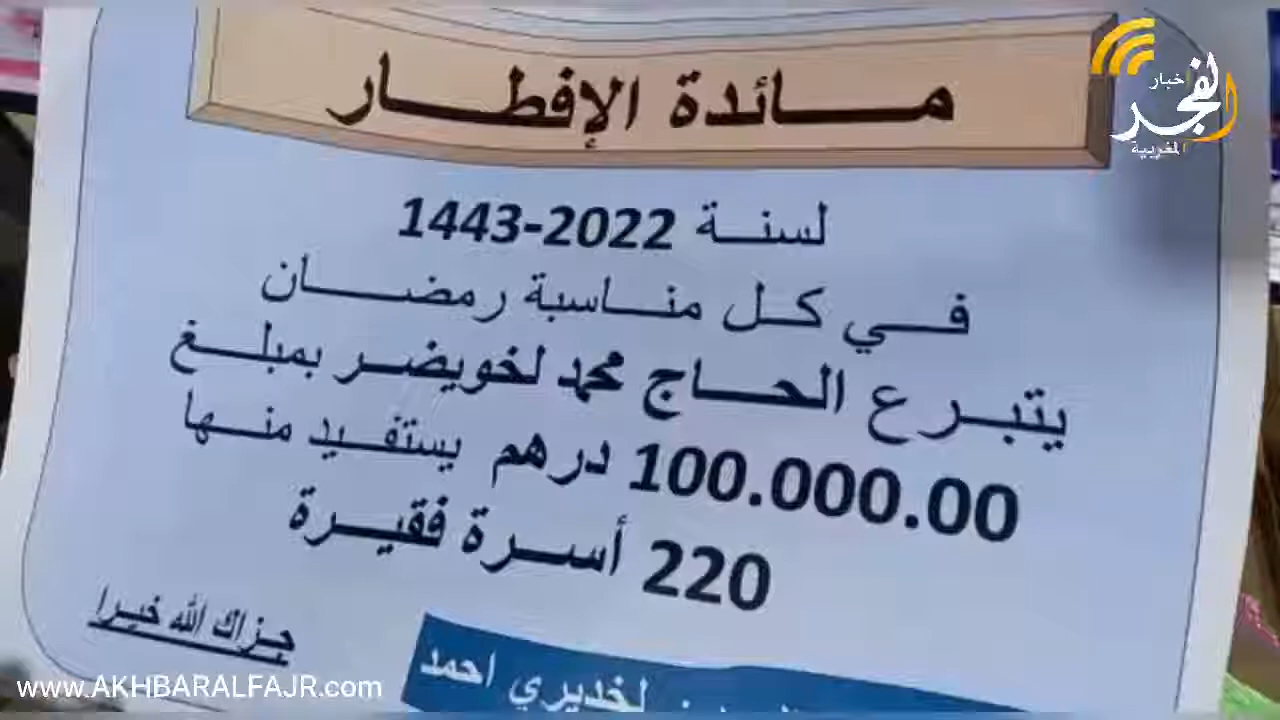 مائدة الإفطار
لسنة 2022-1443
في كل مناسبة رمضان
يتبرع الحاج محمد لخويضر بمبلغ
100.000.00 درهم يستفيد منها
220 أسرة فقيرة
جزاك الله خيرا
لخديري احمد
أخبار
الفجر
المغربية
www.AKHBARALFAJR.com